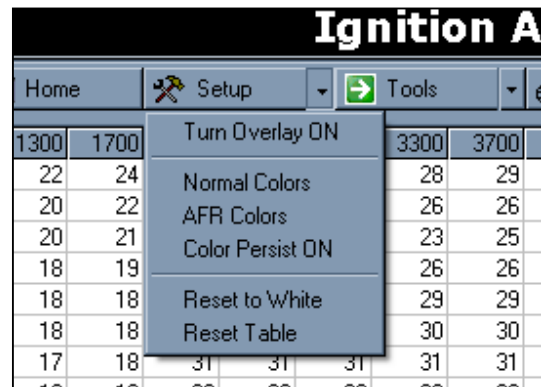 Ignition A
Home Setup Tools
Turn Overlay ON
Normal Colors
AFR Colors
Color Persist ON
Reset to White
Reset Table
1300 1700 3300 3700
22 24 28 29
20 22 26 26
20 21 23 25
18 19 26 26
18 18 29 29
18 18 30 30
17 18 31 31 31 31 31